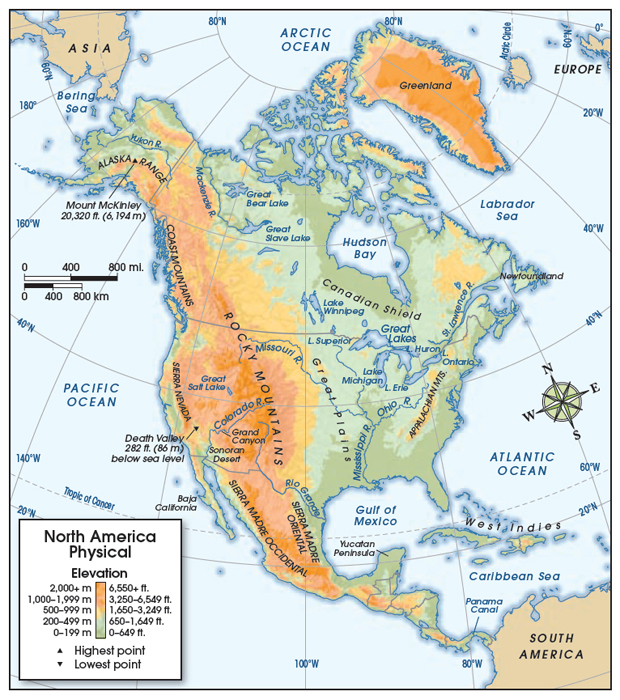 80°N
80°N
0°
ARCTIC
OCEAN
ASIA
Arctic Circle
60°N
60°N
EUROPE
Greenland
Bering
Sea
180°
20°W
Yukon R.
ALASKA RANGE
Mackenzie R.
Great
Bear Lake
Mount McKinley
20,320 ft. (6,194 m)
Labrador
Sea
160°W
40°W
Great
Slave Lake
Hudson
Bay
COAST MOUNTAINS
0 400 800 mi.
0 400 800 km
Newfoundland
Canadian Shield
St. Lawrence R.
Lake
Winnipeg
40°N
40°N
ROCKY MOUNTAINS
Great
Lakes
L. Superior
Missouri R.
L. Huron
L.
Ontario
Great Plains
Lake
Michigan
L. Erie
SIERRA NEVADA
Great
Salt Lake
PACIFIC
OCEAN
N
E
W
S
Colorado R.
Ohio R.
APPALACHIAN MTS.
Grand
Canyon
Death Valley
282 ft. (86 m)
below sea level
Sonoran
Desert
Mississippi R.
ATLANTIC
OCEAN
140°W
60°W
Rio Grande
Tropic of Cancer
Baja
California
SIERRA MADRE OCCIDENTAL
SIERRA MADRE
ORIENTAL
Gulf of
Mexico
20°N
20°N
West Indies
Yucatan
Peninsula
Caribbean Sea
Panama
Canal
SOUTH
AMERICA
100°W
80°W
North America
Physical
Elevation
2,000+ m 6,550+ ft.
1,000–1,999 m 3,250–6,549 ft.
500–999 m 1,650–3,249 ft.
200–499 m 650–1,649 ft.
0–199 m 0–649 ft.
Highest point
Lowest point